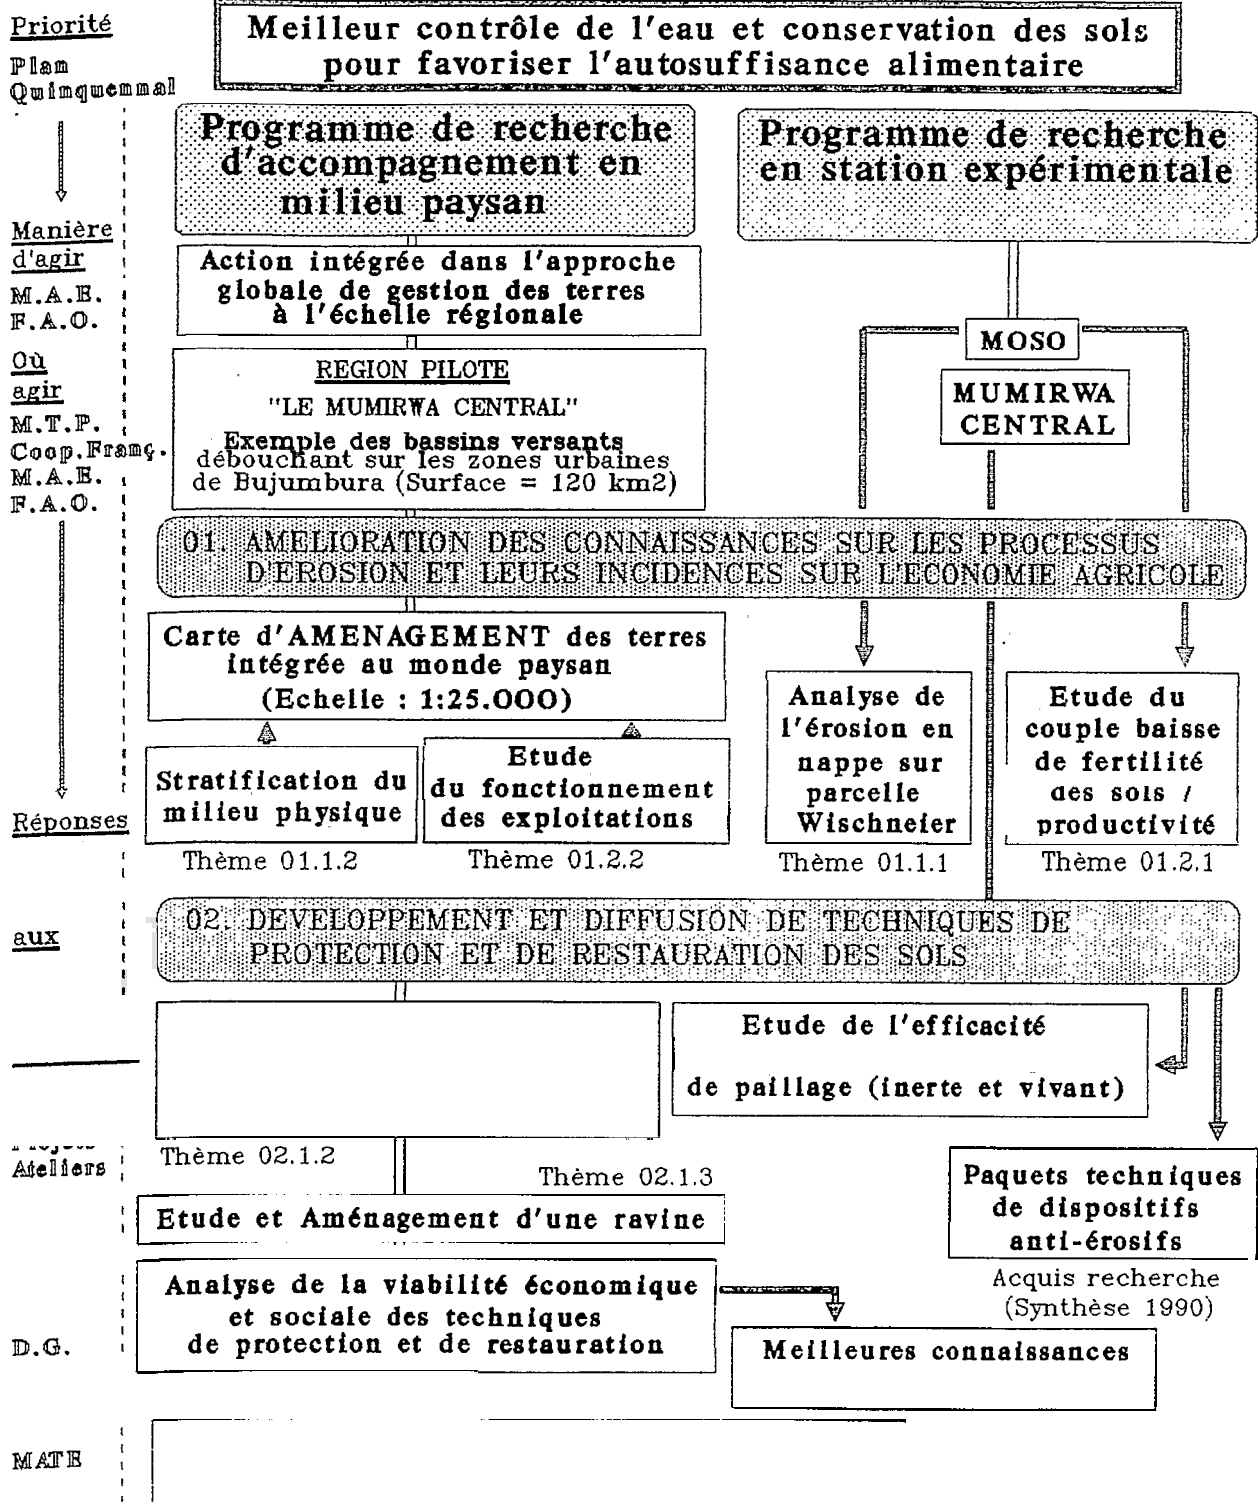 Priorité
Plan
Quinquennal
Meilleur contrôle de l'eau et conservation des sols
pour favoriser l'autosuffisance alimentaire
Programme de recherche
d'accompagnement en
milieu paysan
Programme de recherche
en station expérimentale
Manière
d'agir
M.A.E.
F.A.O.
Action intégrée dans l'approche
globale de gestion des terres
à l'échelle régionale
Où
agir
M.T.P.
Coop.Franç.
M.A.E.
F.A.O.
REGION PILOTE
"LE MUMIRWA CENTRAL"
Exemple des bassins versants
débouchant sur les zones urbaines
de Bujumbura (Surface = 120 km2)
MOSO
MUMIRWA
CENTRAL
01. AMELIORATION DES CONNAISSANCES SUR LES PROCESSUS
D'EROSION ET LEURS INCIDENCES SUR L'ECONOMIE AGRICOLE
Carte d'AMENAGEMENT des terres
intégrée au monde paysan
(Echelle : 1:25.000)
Stratification du
milieu physique
Thème 01.1.2
Etude
du fonctionnement
des exploitations
Thème 01.2.2
Analyse de
l'érosion en
nappe sur
parcelle
Wischneier
Thème 01.1.1
Etude du
couple baisse
de fertilité
des sols /
productivité
Thème 01.2.1
Réponses
aux
02. DEVELOPPEMENT ET DIFFUSION DE TECHNIQUES DE
PROTECTION ET DE RESTAURATION DES SOLS
Etude de l'efficacité
de paillage (inerte et vivant)
Ateliers
Thème 02.1.2
Thème 02.1.3
Etude et Aménagement d'une ravine
Paquets techniques
de dispositifs
anti-érosifs
Acquis recherche
(Synthèse 1990)
Analyse de la viabilité économique
et sociale des techniques
de protection et de restauration
D.G.
Meilleures connaissances
MATE